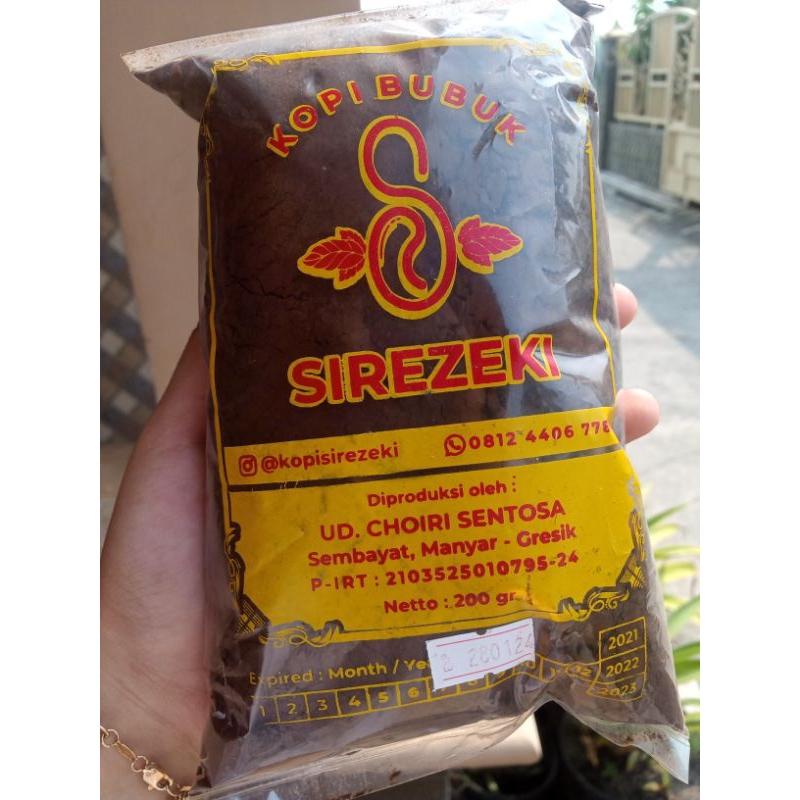 KOPI BUBUK
SIREZEKI
@kopisirezeki
0812 4406 778
Diproduksi oleh :
UD. CHOIRI SENTOSA
Sembayat, Manyar - Gresik
P-IRT : 2103525010795-24
Netto : 200 gr
280124
Expired : Month /
1 2 3 4 5 6
2021
2022
2023